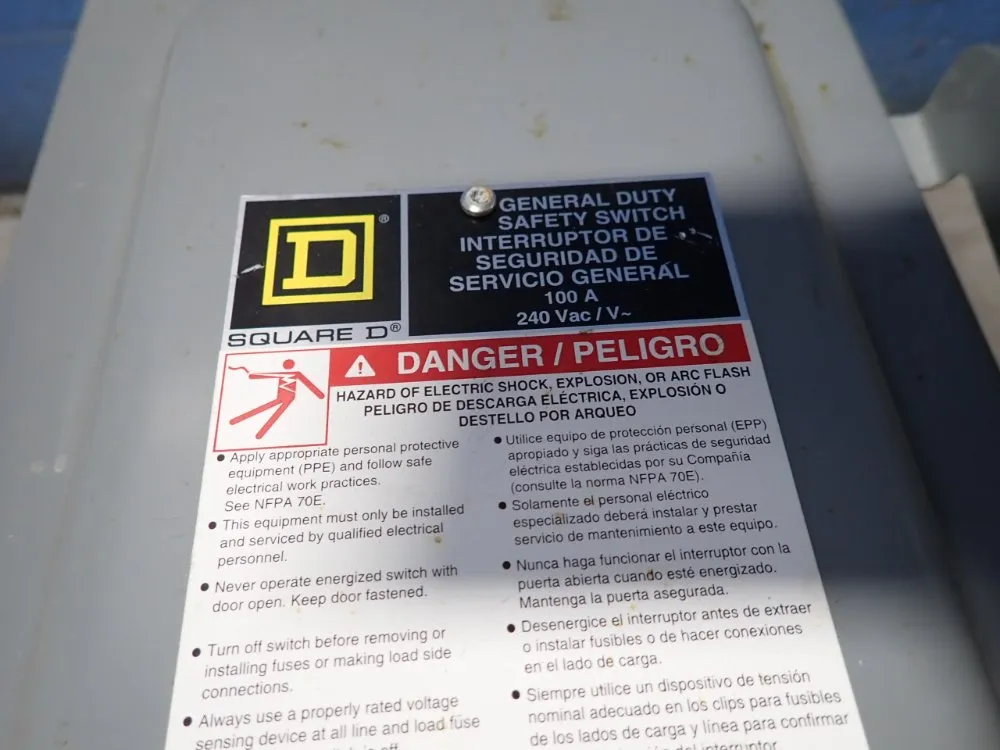 D®
SQUARE D®
GENERAL DUTY
SAFETY SWITCH
INTERRUPTOR DE
SEGURIDAD DE
SERVICIO GENERAL
100 A
240 Vac / V~
DANGER / PELIGRO
HAZARD OF ELECTRIC SHOCK, EXPLOSION, OR ARC FLASH
PELIGRO DE DESCARGA ELÉCTRICA, EXPLOSIÓN O
DESTELLO POR ARQUEO
• Apply appropriate personal protective
equipment (PPE) and follow safe
electrical work practices.
See NFPA 70E.
• This equipment must only be installed
and serviced by qualified electrical
personnel.
• Never operate energized switch with
door open. Keep door fastened.
• Turn off switch before removing or
installing fuses or making load side
connections.
• Always use a properly rated voltage
sensing device at all line and load fuse
is off
• Utilice equipo de protección personal (EPP)
apropiado y siga las prácticas de seguridad
eléctrica establecidas por su Compañía
(consulte la norma NFPA 70E).
• Solamente el personal eléctrico
especializado deberá instalar y prestar
servicio de mantenimiento a este equipo.
• Nunca haga funcionar el interruptor con la
puerta abierta cuando esté energizado.
Mantenga la puerta asegurada.
• Desenergice el interruptor antes de extraer
o instalar fusibles o de hacer conexiones
en el lado de carga.
• Siempre utilice un dispositivo de tensión
nominal adecuado en los clips para fusibles
de los lados de carga y línea para confirmar
del interruptor